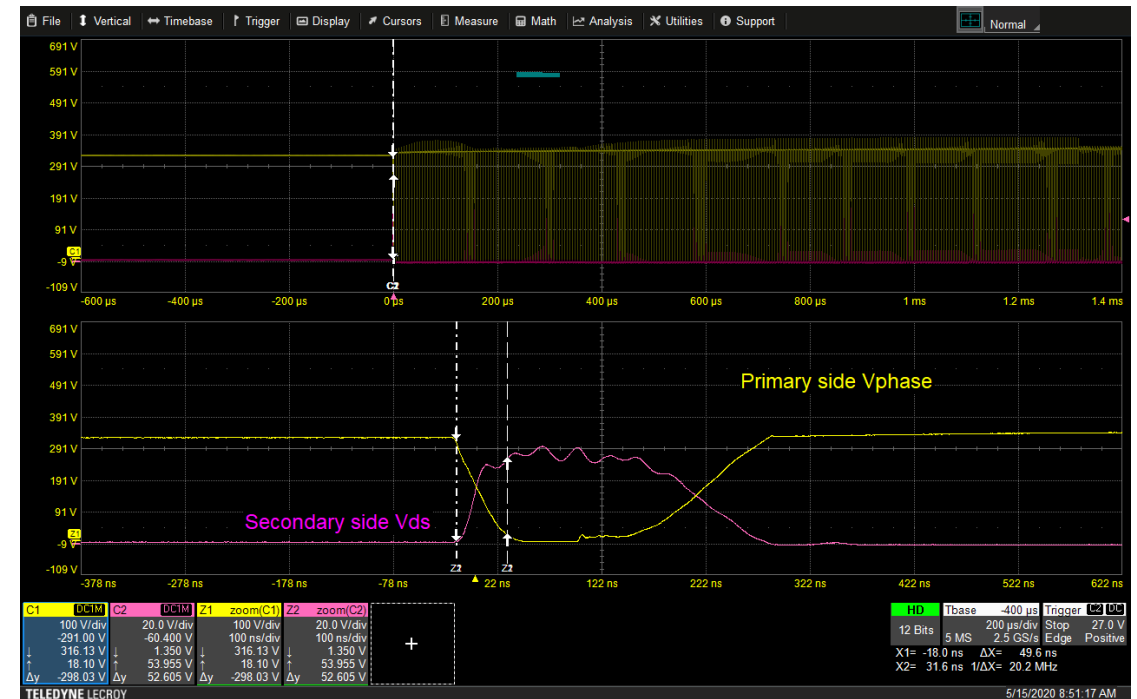 File Vertical Timebase Trigger Display Cursors Measure Math Analysis Utilities Support Normal
691 V
591 V
491 V
391 V
291 V
191 V
91 V
C1
-9 V
-109 V
C2
-600 µs -400 µs -200 µs 0 µs 200 µs 400 µs 600 µs 800 µs 1 ms 1.2 ms 1.4 ms
691 V
591 V
491 V
Primary side Vphase
391 V
291 V
191 V
91 V
Secondary side Vds
Z1
-9 V
-109 V
Z2 Z2
-378 ns -278 ns -178 ns -78 ns 22 ns 122 ns 222 ns 322 ns 422 ns 522 ns 622 ns
C1 DC1M C2 DC1M Z1 zoom(C1) Z2 zoom(C2) HD Tbase -400 µs Trigger C2 DC
100 V/div 20.0 V/div 100 V/div 20.0 V/div 12 Bits 200 µs/div Stop 27.0 V
-291.00 V -60.400 V 100 ns/div 100 ns/div 5 MS 2.5 GS/s Edge Positive
↓ 316.13 V ↓ 1.350 V ↓ 316.13 V ↓ 1.350 V X1= -18.0 ns ΔX= 49.6 ns
↑ 18.10 V ↑ 53.955 V ↑ 18.10 V ↑ 53.955 V X2= 31.6 ns 1/ΔX= 20.2 MHz
Δy -298.03 V Δy 52.605 V Δy -298.03 V Δy 52.605 V
TELEDYNE LECROY 5/15/2020 8:51:17 AM